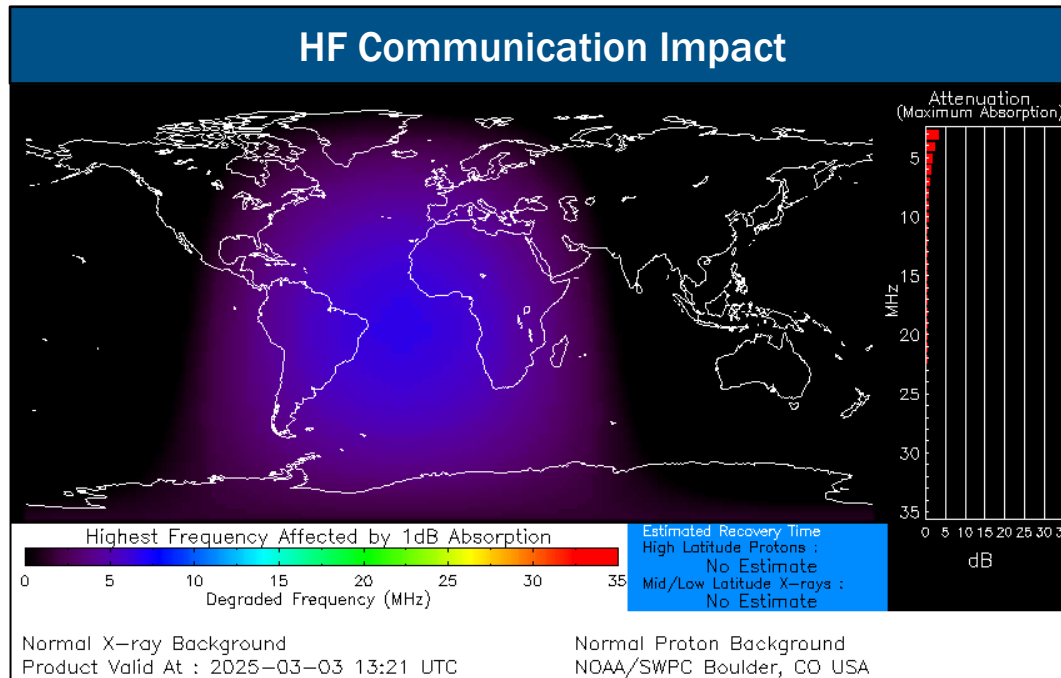 HF Communication Impact
Attenuation
(Maximum Absorption)
5
10
15
20
25
30
35
MHz
0 5 10 15 20 25 30 3
dB
Highest Frequency Affected by 1dB Absorption
0 5 10 15 20 25 30 35
Degraded Frequency (MHz)
Estimated Recovery Time
High Latitude Protons :
No Estimate
Mid/Low Latitude X-rays :
No Estimate
Normal X-ray Background
Product Valid At : 2025-03-03 13:21 UTC
Normal Proton Background
NOAA/SWPC Boulder, CO USA